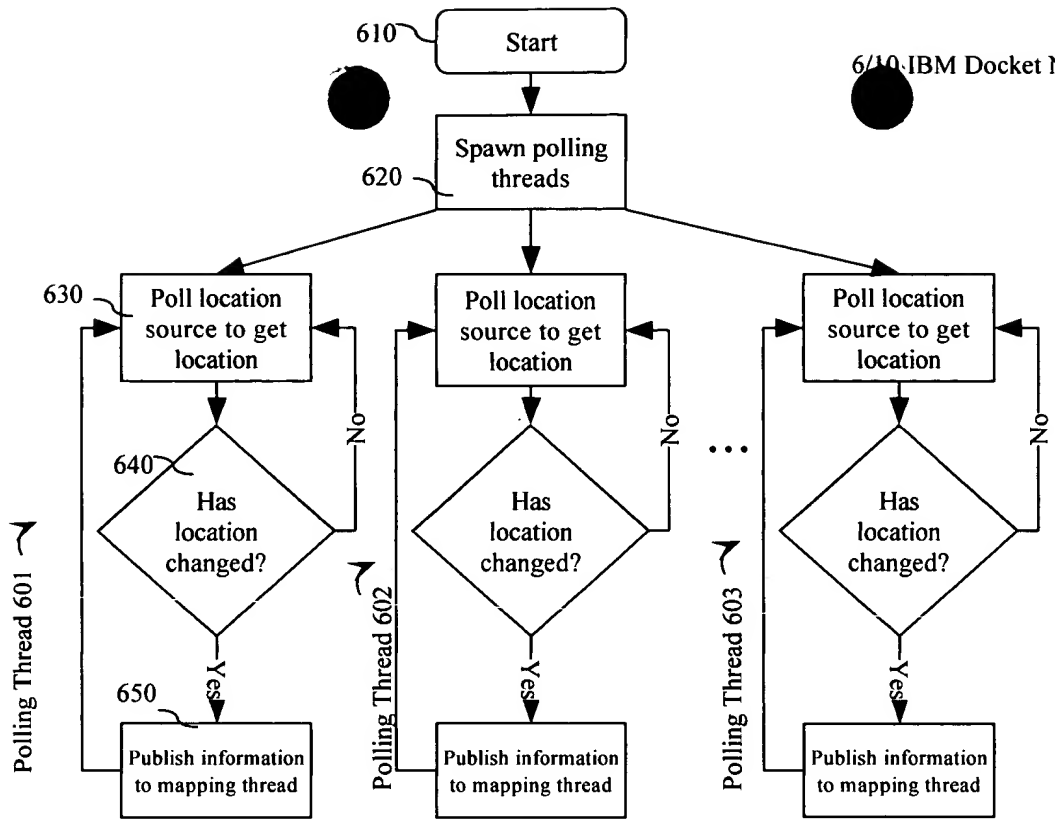 610
Start
6/10 IBM Docket N
Spawn polling
threads
620
630
Poll location
source to get
location
Poll location
source to get
location
Poll location
source to get
location
No
No
No
640
Has
location
changed?
Has
location
changed?
Has
location
changed?
...
Polling Thread 601
Polling Thread 602
Polling Thread 603
Yes
Yes
Yes
650
Publish information
to mapping thread
Publish information
to mapping thread
Publish information
to mapping thread